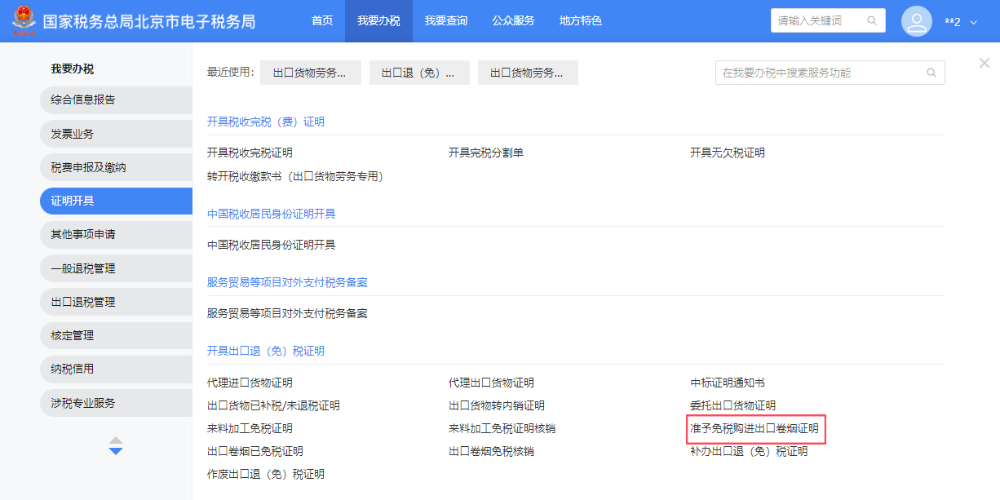 国家税务总局北京市电子税务局 首页 我要办税 我要查询 公众服务 地方特色 请输入关键词 **2
我要办税
综合信息报告
发票业务
税费申报及缴纳
证明开具
其他事项申请
一般退税管理
出口退税管理
核定管理
纳税信用
涉税专业服务
最近使用： 出口货物劳务... 出口退（免）... 出口货物劳务... 在我要办税中搜索服务功能
开具税收完税（费）证明
开具税收完税证明 开具完税分割单 开具无欠税证明
转开税收缴款书（出口货物劳务专用）
中国税收居民身份证明开具
中国税收居民身份证明开具
服务贸易等项目对外支付税务备案
服务贸易等项目对外支付税务备案
开具出口退（免）税证明
代理进口货物证明 代理出口货物证明 中标证明通知书
出口货物已补税/未退税证明 出口货物转内销证明 委托出口货物证明
来料加工免税证明 来料加工免税证明核销 准予免税购进出口卷烟证明
出口卷烟已免税证明 出口卷烟免税核销 补办出口退（免）税证明
作废出口退（免）税证明